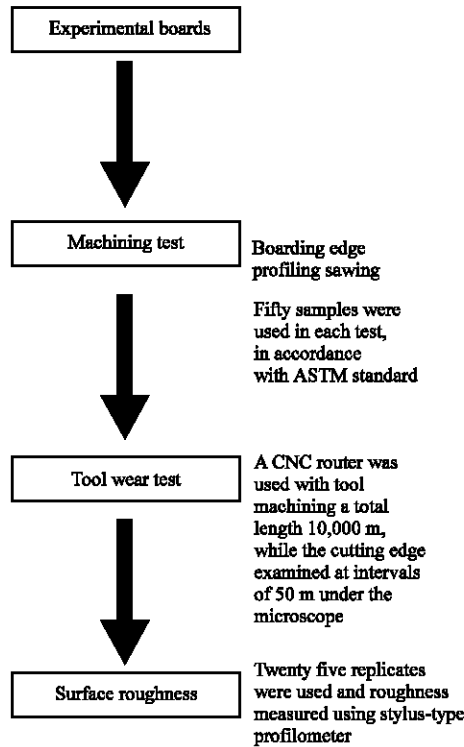 Experimental boards
Machining test
Boarding edge
profiling sawing
Fifty samples were
used in each test,
in accordance
with ASTM standard
Tool wear test
A CNC router was
used with tool
machining a total
length 10,000 m,
while the cutting edge
examined at intervals
of 50 m under the
microscope
Surface roughness
Twenty five replicates
were used and roughness
measured using stylus-type
profilometer